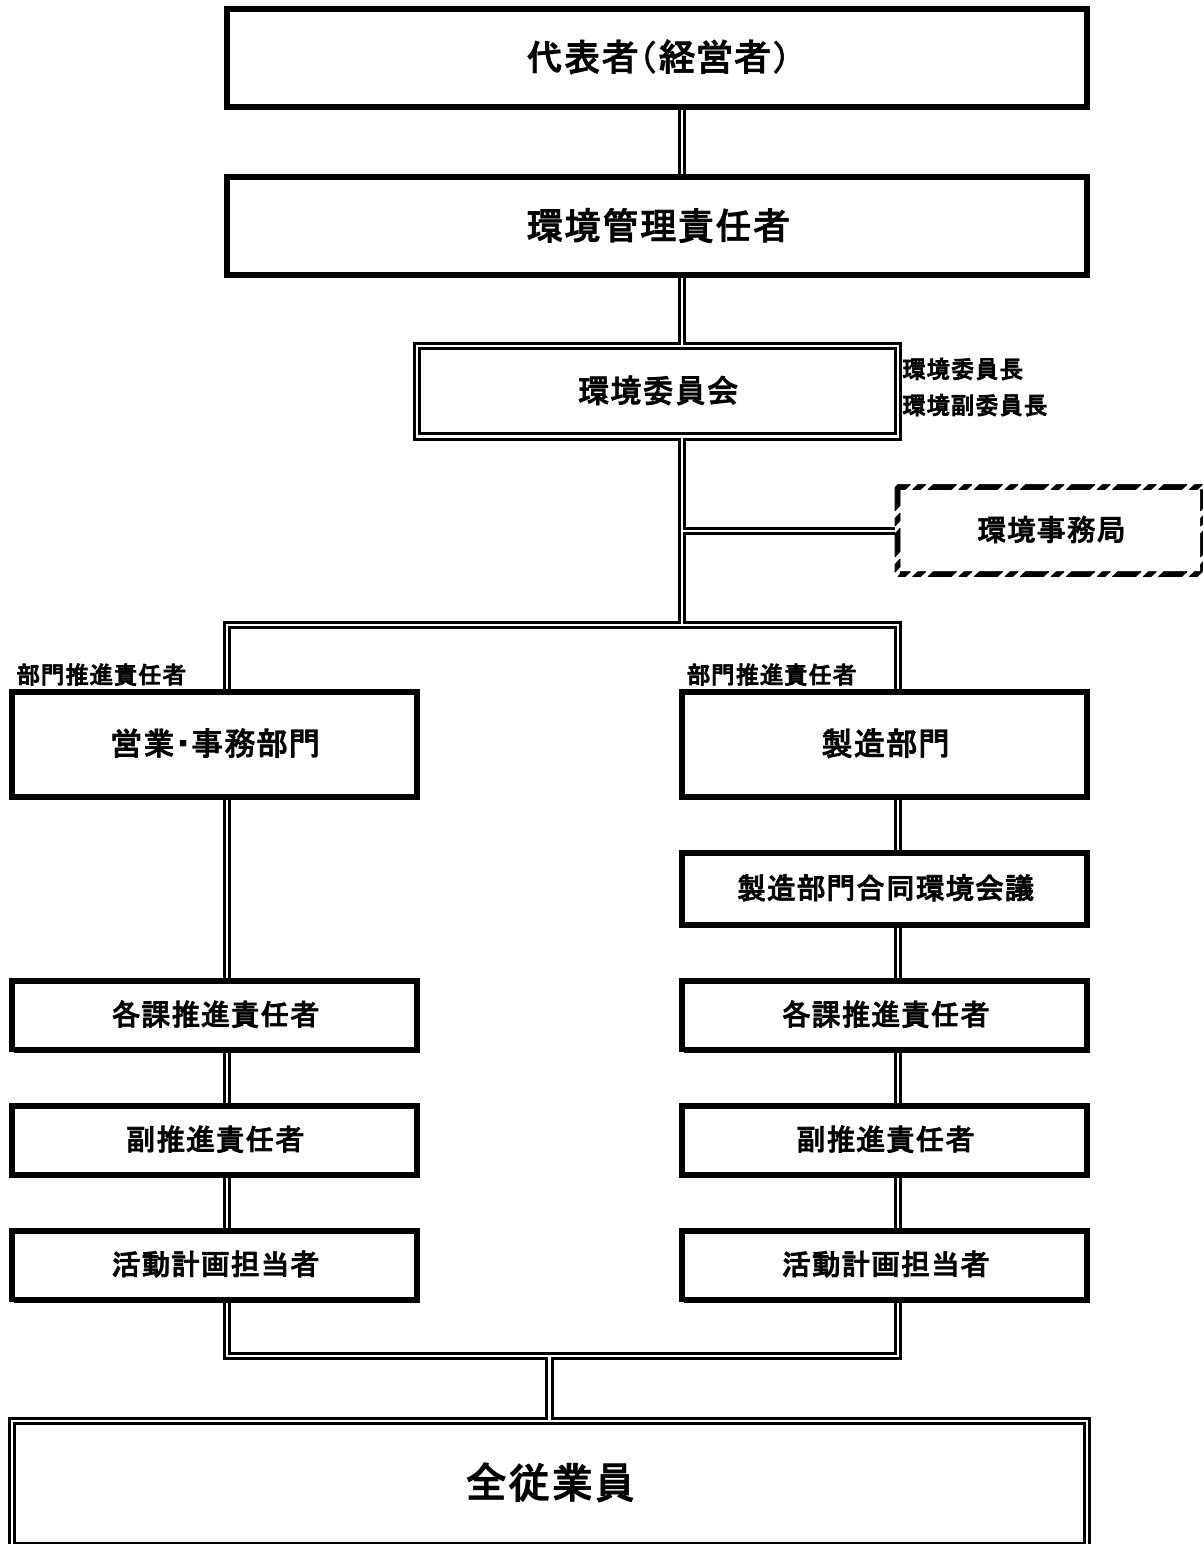 代表者（経営者）
環境管理責任者
環境委員会
環境委員長
環境副委員長
環境事務局
部門推進責任者
部門推進責任者
営業・事務部門
製造部門
製造部門合同環境会議
各課推進責任者
各課推進責任者
副推進責任者
副推進責任者
活動計画担当者
活動計画担当者
全従業員